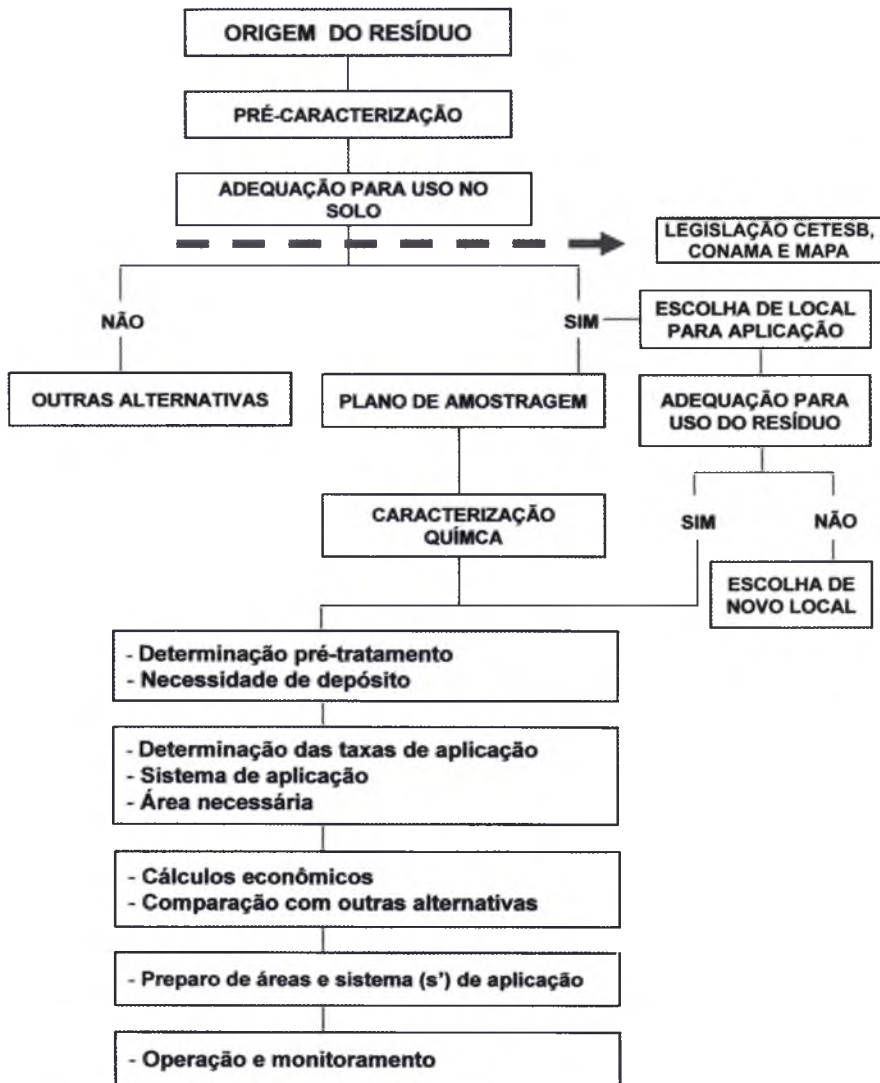 ORIGEM DO RESÍDUO
PRÉ-CARACTERIZAÇÃO
ADEQUAÇÃO PARA USO NO
SOLO
LEGISLAÇÃO CETESB,
CONAMA E MAPA
NÃO
SIM
ESCOLHA DE LOCAL
PARA APLICAÇÃO
OUTRAS ALTERNATIVAS
PLANO DE AMOSTRAGEM
ADEQUAÇÃO PARA
USO DO RESÍDUO
CARACTERIZAÇÃO
QUÍMCA
SIM
NÃO
ESCOLHA DE
NOVO LOCAL
- Determinação pré-tratamento
- Necessidade de depósito
- Determinação das taxas de aplicação
- Sistema de aplicação
- Área necessária
- Cálculos econômicos
- Comparação com outras alternativas
- Preparo de áreas e sistema (s') de aplicação
- Operação e monitoramento